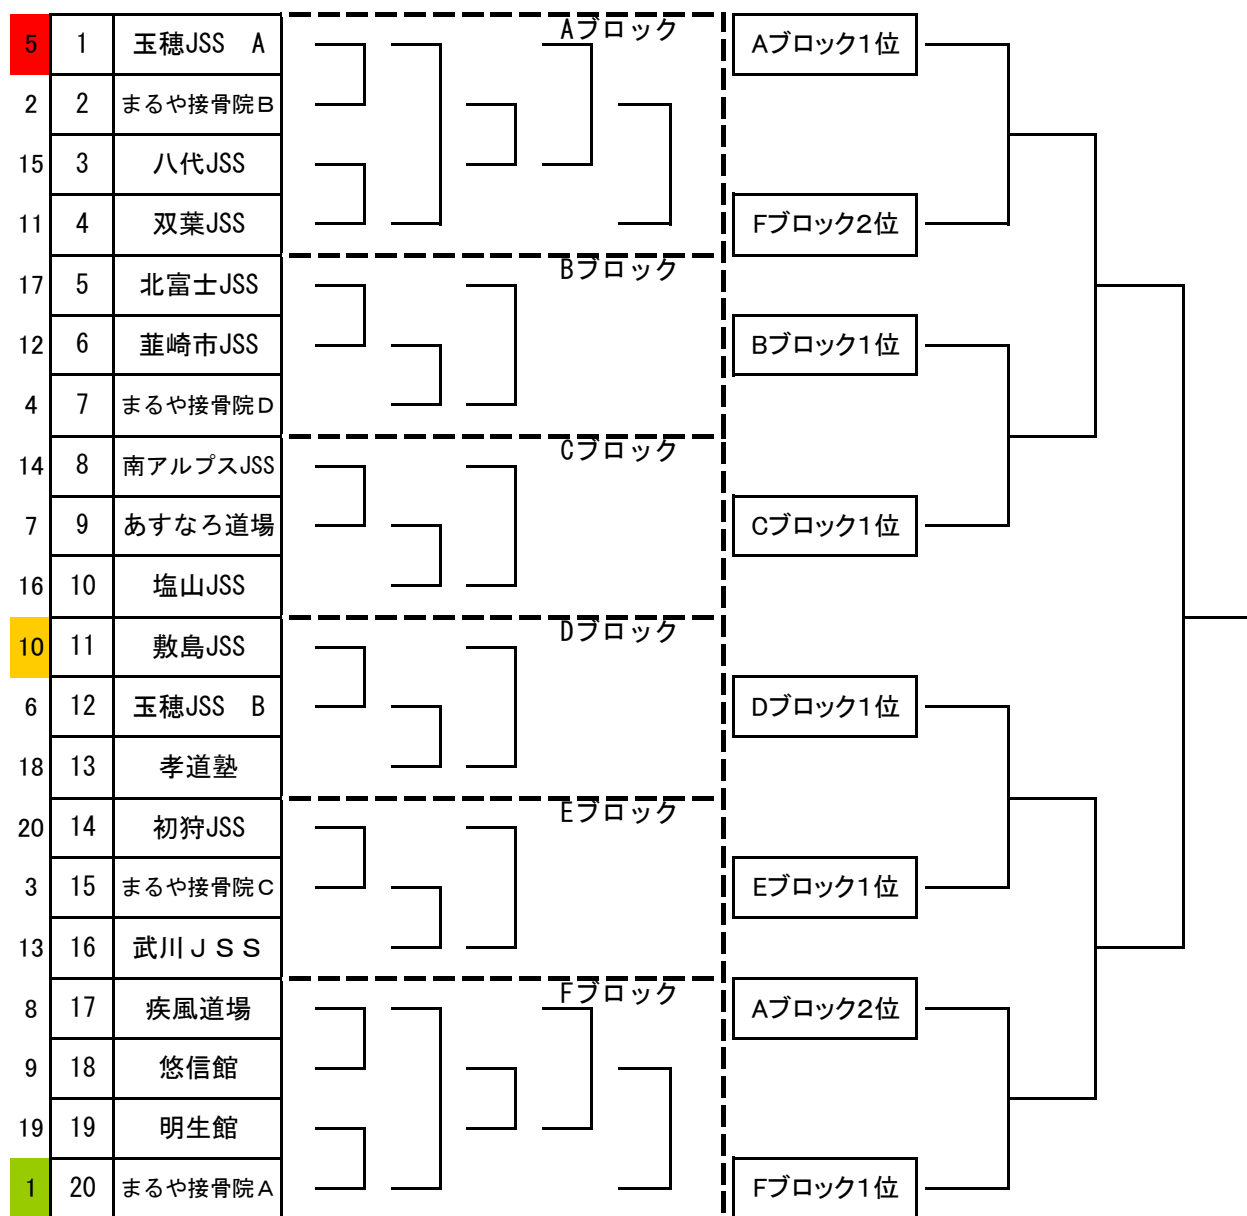 Aブロック
5 1 玉穂JSS A Aブロック1位
2 2 まるや接骨院B
15 3 八代JSS
11 4 双葉JSS Fブロック2位
Bブロック
17 5 北富士JSS
12 6 韮崎市JSS Bブロック1位
4 7 まるや接骨院D
Cブロック
14 8 南アルプスJSS
7 9 あすなろ道場 Cブロック1位
16 10 塩山JSS
Dブロック
10 11 敷島JSS
6 12 玉穂JSS B Dブロック1位
18 13 孝道塾
Eブロック
20 14 初狩JSS
3 15 まるや接骨院C Eブロック1位
13 16 武川JSS
Fブロック
8 17 疾風道場 Aブロック2位
9 18 悠信館
19 19 明生館
1 20 まるや接骨院A Fブロック1位